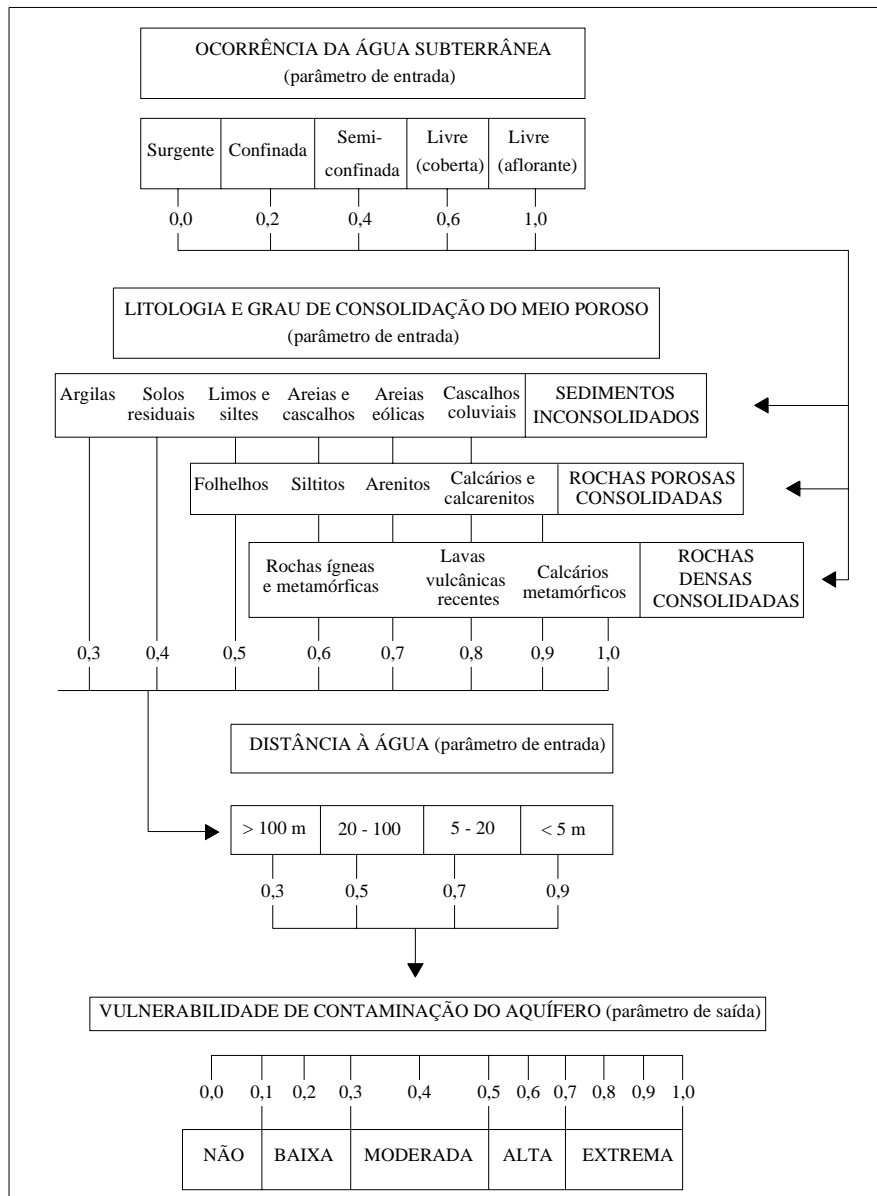 OCORRÊNCIA DA ÁGUA SUBTERRÂNEA
(parâmetro de entrada)
Surgente
Confinada
Semi-
confinada
Livre
(coberta)
Livre
(aflorante)
0,0 0,2 0,4 0,6 1,0
LITOLOGIA E GRAU DE CONSOLIDAÇÃO DO MEIO POROSO
(parâmetro de entrada)
Argilas
Solos
residuais
Limos e
siltes
Areias e
cascalhos
Areias
eólicas
Cascalhos
coluviais
SEDIMENTOS
INCONSOLIDADOS
Folhelhos
Siltitos
Arenitos
Calcários e
calcarenitos
ROCHAS POROSAS
CONSOLIDADAS
Rochas ígneas
e metamórficas
Lavas
vulcânicas
recentes
Calcários
metamórficos
ROCHAS
DENSAS
CONSOLIDADAS
0,3 0,4 0,5 0,6 0,7 0,8 0,9 1,0
DISTÂNCIA À ÁGUA (parâmetro de entrada)
> 100 m
20 - 100
5 - 20
< 5 m
0,3 0,5 0,7 0,9
VULNERABILIDADE DE CONTAMINAÇÃO DO AQUÍFERO (parâmetro de saída)
0,0 0,1 0,2 0,3 0,4 0,5 0,6 0,7 0,8 0,9 1,0
NÃO BAIXA MODERADA ALTA EXTREMA